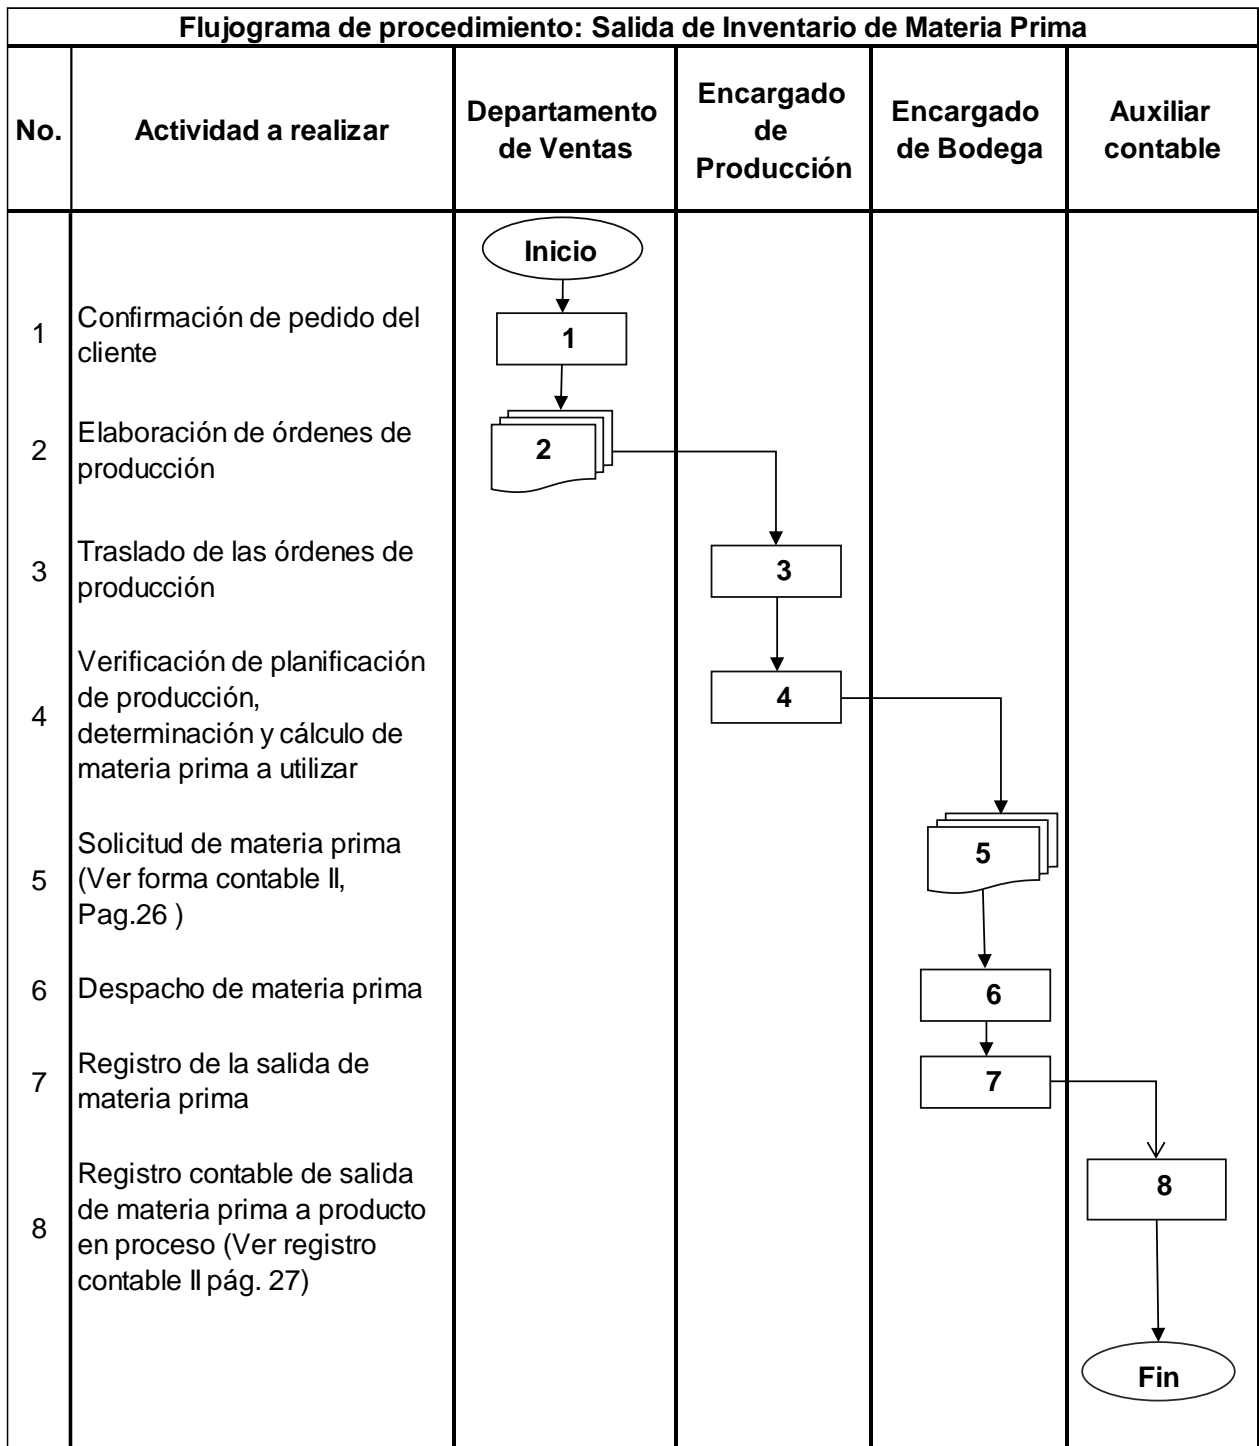 Flujograma de procedimiento: Salida de Inventario de Materia Prima
No.
Actividad a realizar
Departamento
de Ventas
Encargado
de
Producción
Encargado
de Bodega
Auxiliar
contable
Inicio
1
Confirmación de pedido del
cliente
1
2
Elaboración de órdenes de
producción
2
3
Traslado de las órdenes de
producción
3
4
Verificación de planificación
de producción,
determinación y cálculo de
materia prima a utilizar
4
5
Solicitud de materia prima
(Ver forma contable II,
Pag.26 )
5
6
Despacho de materia prima
6
7
Registro de la salida de
materia prima
7
8
Registro contable de salida
de materia prima a producto
en proceso (Ver registro
contable II pág. 27)
8
Fin